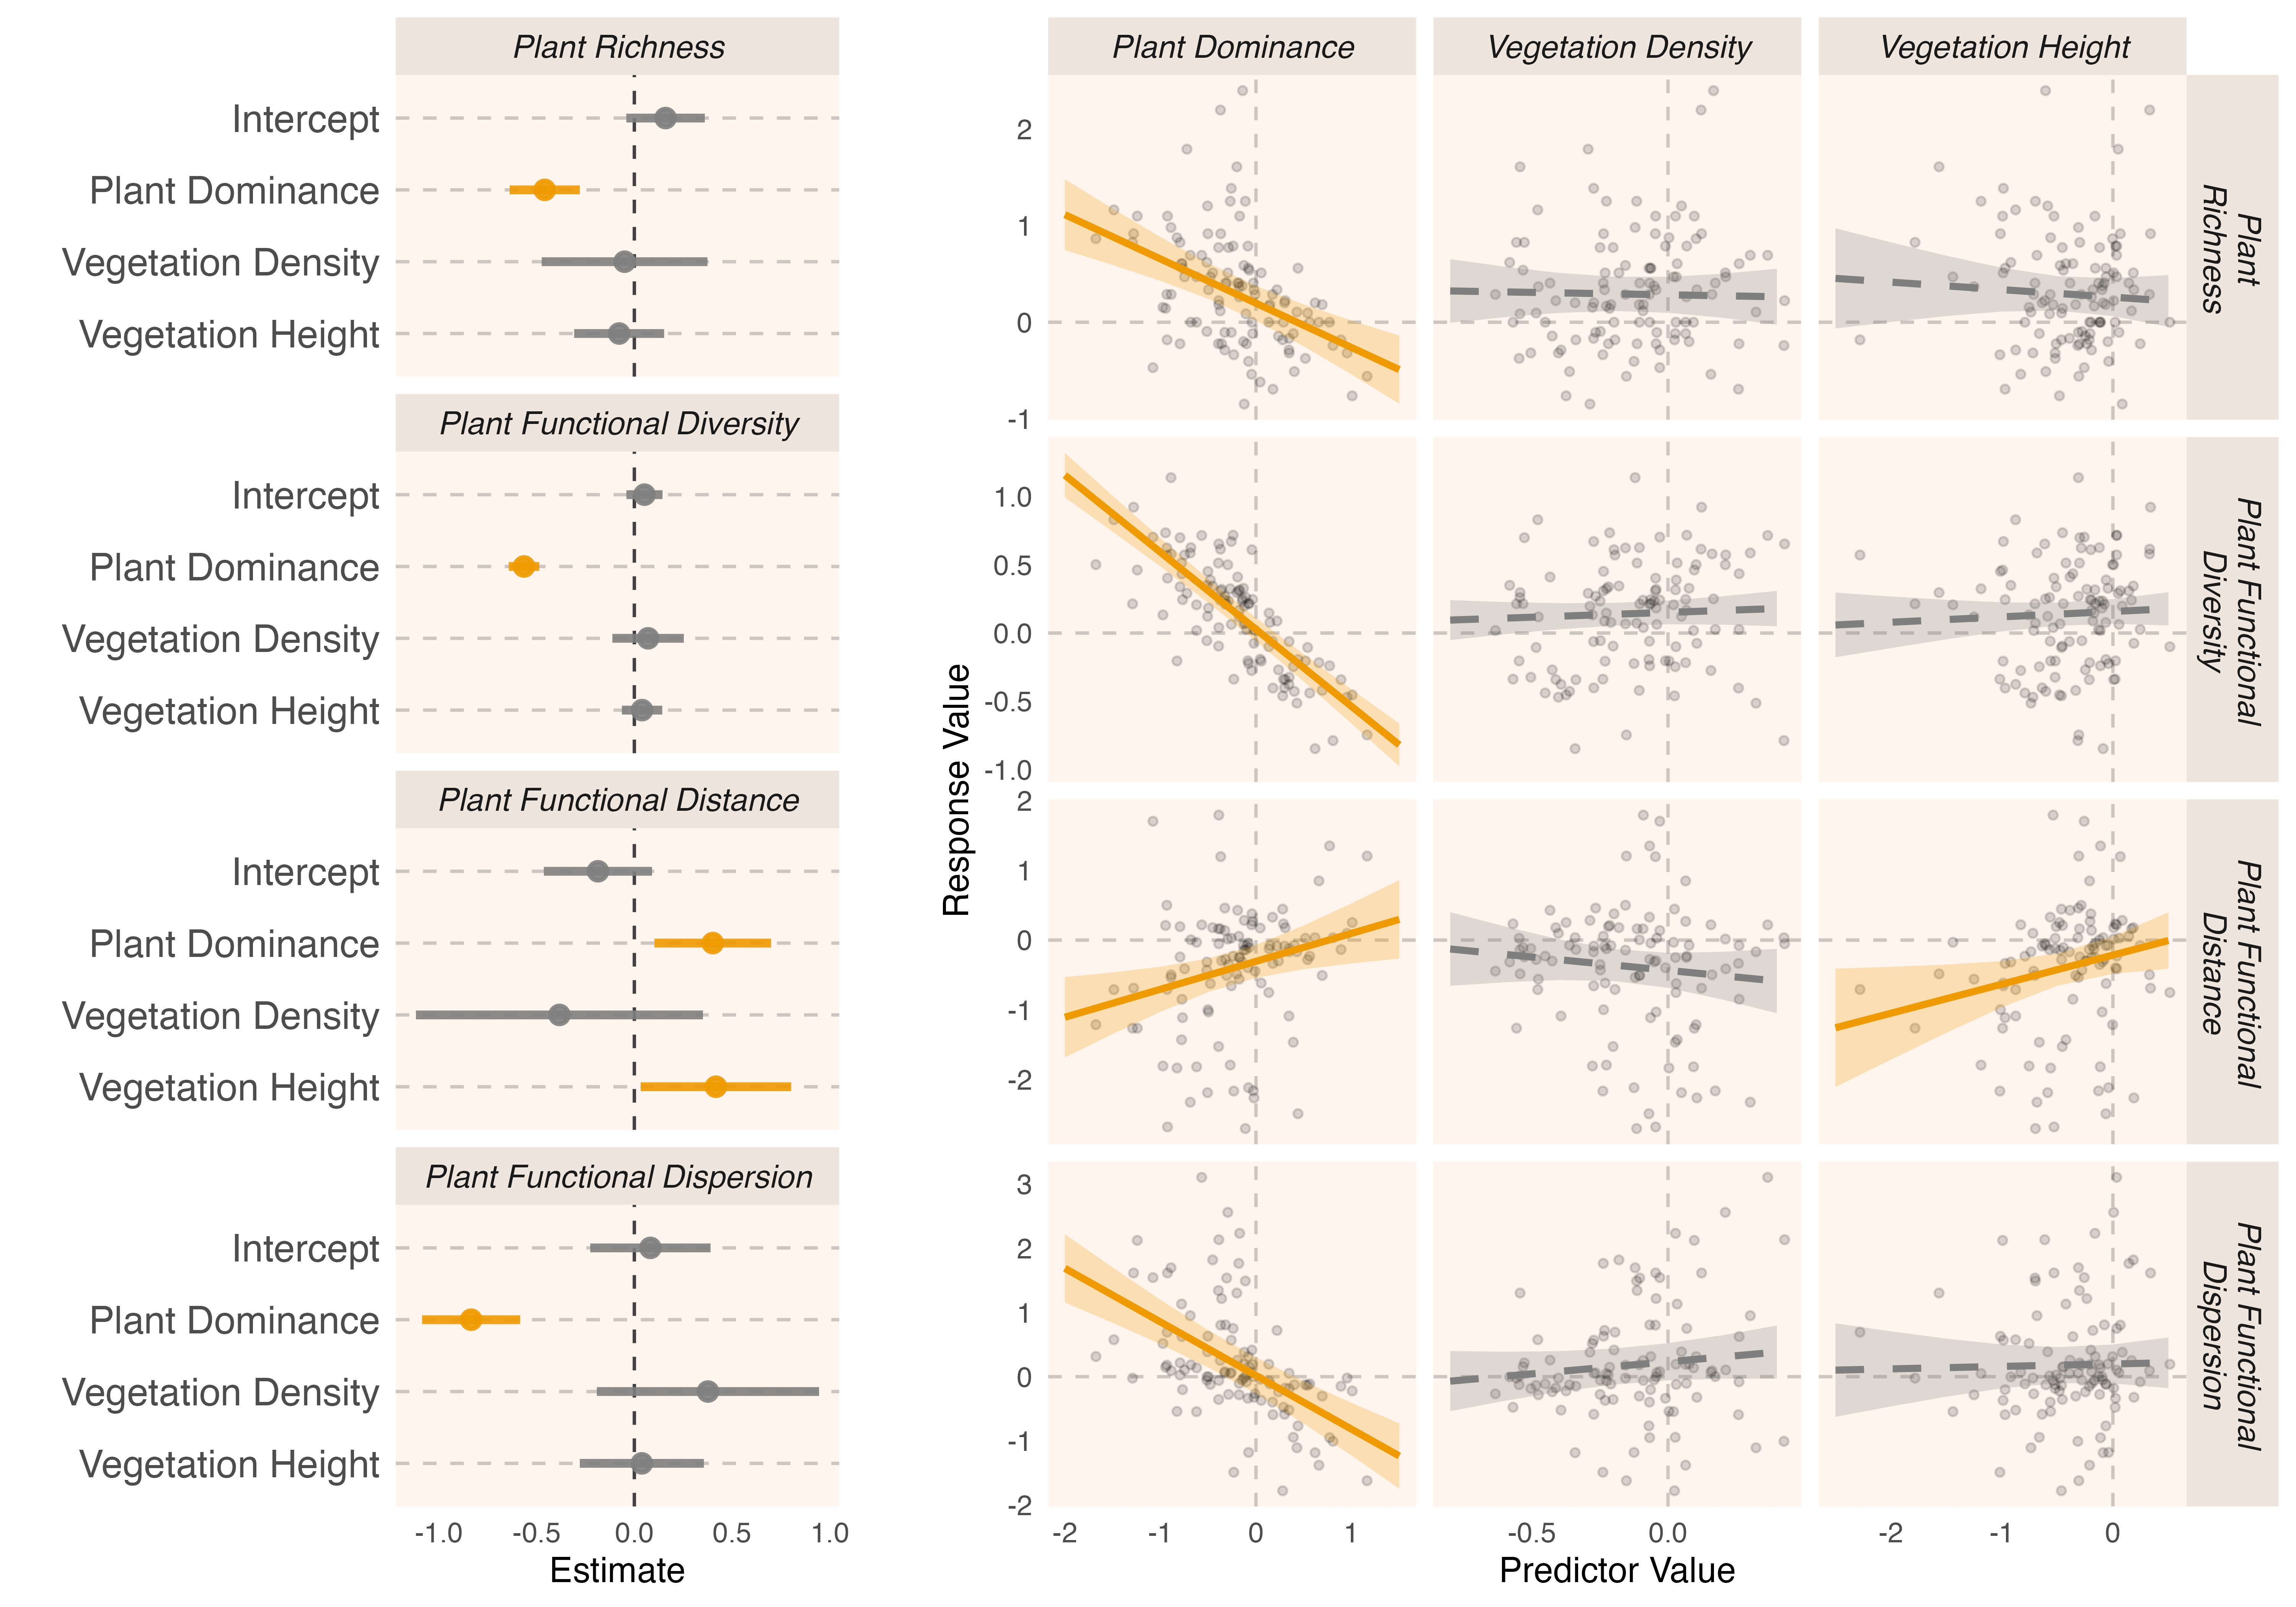 Plant Richness
Intercept
Plant Dominance
Vegetation Density
Vegetation Height
Plant Functional Diversity
Intercept
Plant Dominance
Vegetation Density
Vegetation Height
Plant Functional Distance
Intercept
Plant Dominance
Vegetation Density
Vegetation Height
Plant Functional Dispersion
Intercept
Plant Dominance
Vegetation Density
Vegetation Height
-1.0 -0.5 0.0 0.5 1.0
Estimate
Plant Dominance
Vegetation Density
Vegetation Height
Response Value
2
1
0
-1
Plant
Richness
1.0
0.5
0.0
-0.5
-1.0
Plant Functional
Diversity
2
1
0
-1
-2
Plant Functional
Distance
3
2
1
0
-1
-2
Plant Functional
Dispersion
-2 -1 0 1
-0.5 0.0
-2 -1 0
Predictor Value